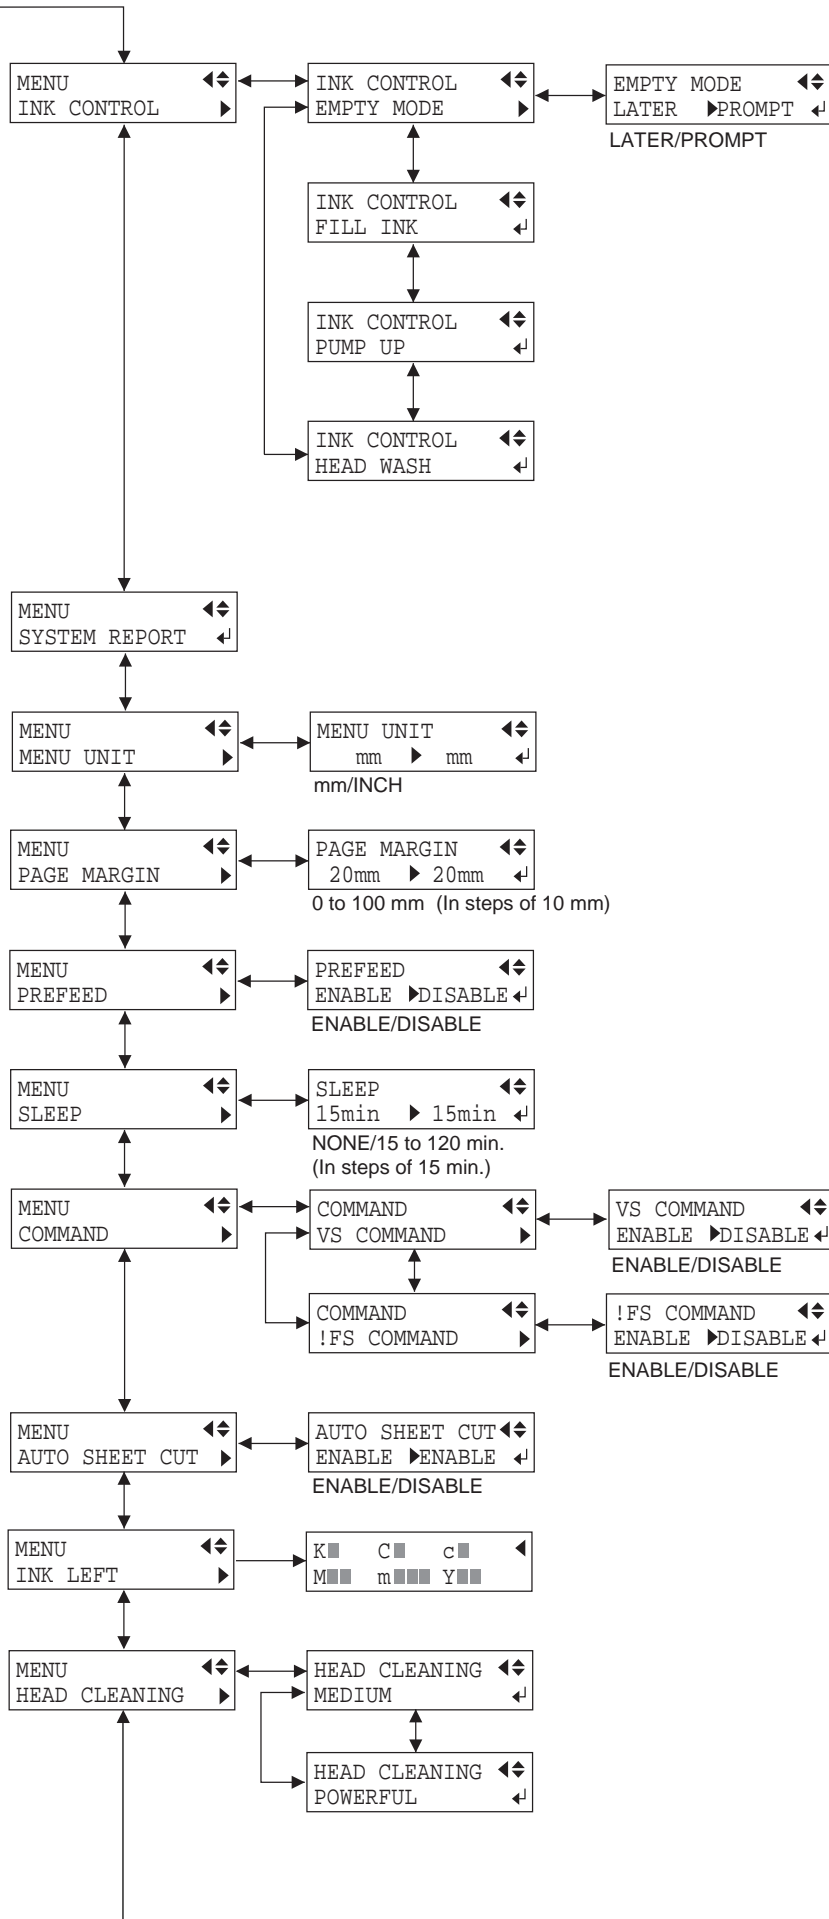 MENU
INK CONTROL
INK CONTROL
EMPTY MODE
EMPTY MODE
LATER PROMPT
LATER/PROMPT
INK CONTROL
FILL INK
INK CONTROL
PUMP UP
INK CONTROL
HEAD WASH
MENU
SYSTEM REPORT
MENU
MENU UNIT
MENU UNIT
mm mm
mm/INCH
MENU
PAGE MARGIN
PAGE MARGIN
20mm 20mm
0 to 100 mm (In steps of 10 mm)
MENU
PREFEED
PREFEED
ENABLE DISABLE
ENABLE/DISABLE
MENU
SLEEP
SLEEP
15min 15min
NONE/15 to 120 min.
(In steps of 15 min.)
MENU
COMMAND
COMMAND
VS COMMAND
VS COMMAND
ENABLE DISABLE
ENABLE/DISABLE
COMMAND
!FS COMMAND
!FS COMMAND
ENABLE DISABLE
ENABLE/DISABLE
MENU
AUTO SHEET CUT
AUTO SHEET CUT
ENABLE ENABLE
ENABLE/DISABLE
MENU
INK LEFT
K C c
M m Y
MENU
HEAD CLEANING
HEAD CLEANING
MEDIUM
HEAD CLEANING
POWERFUL